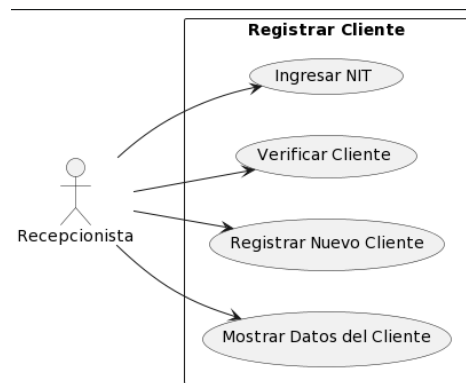 Registrar Cliente
Ingresar NIT
Verificar Cliente
Recepcionista
Registrar Nuevo Cliente
Mostrar Datos del Cliente